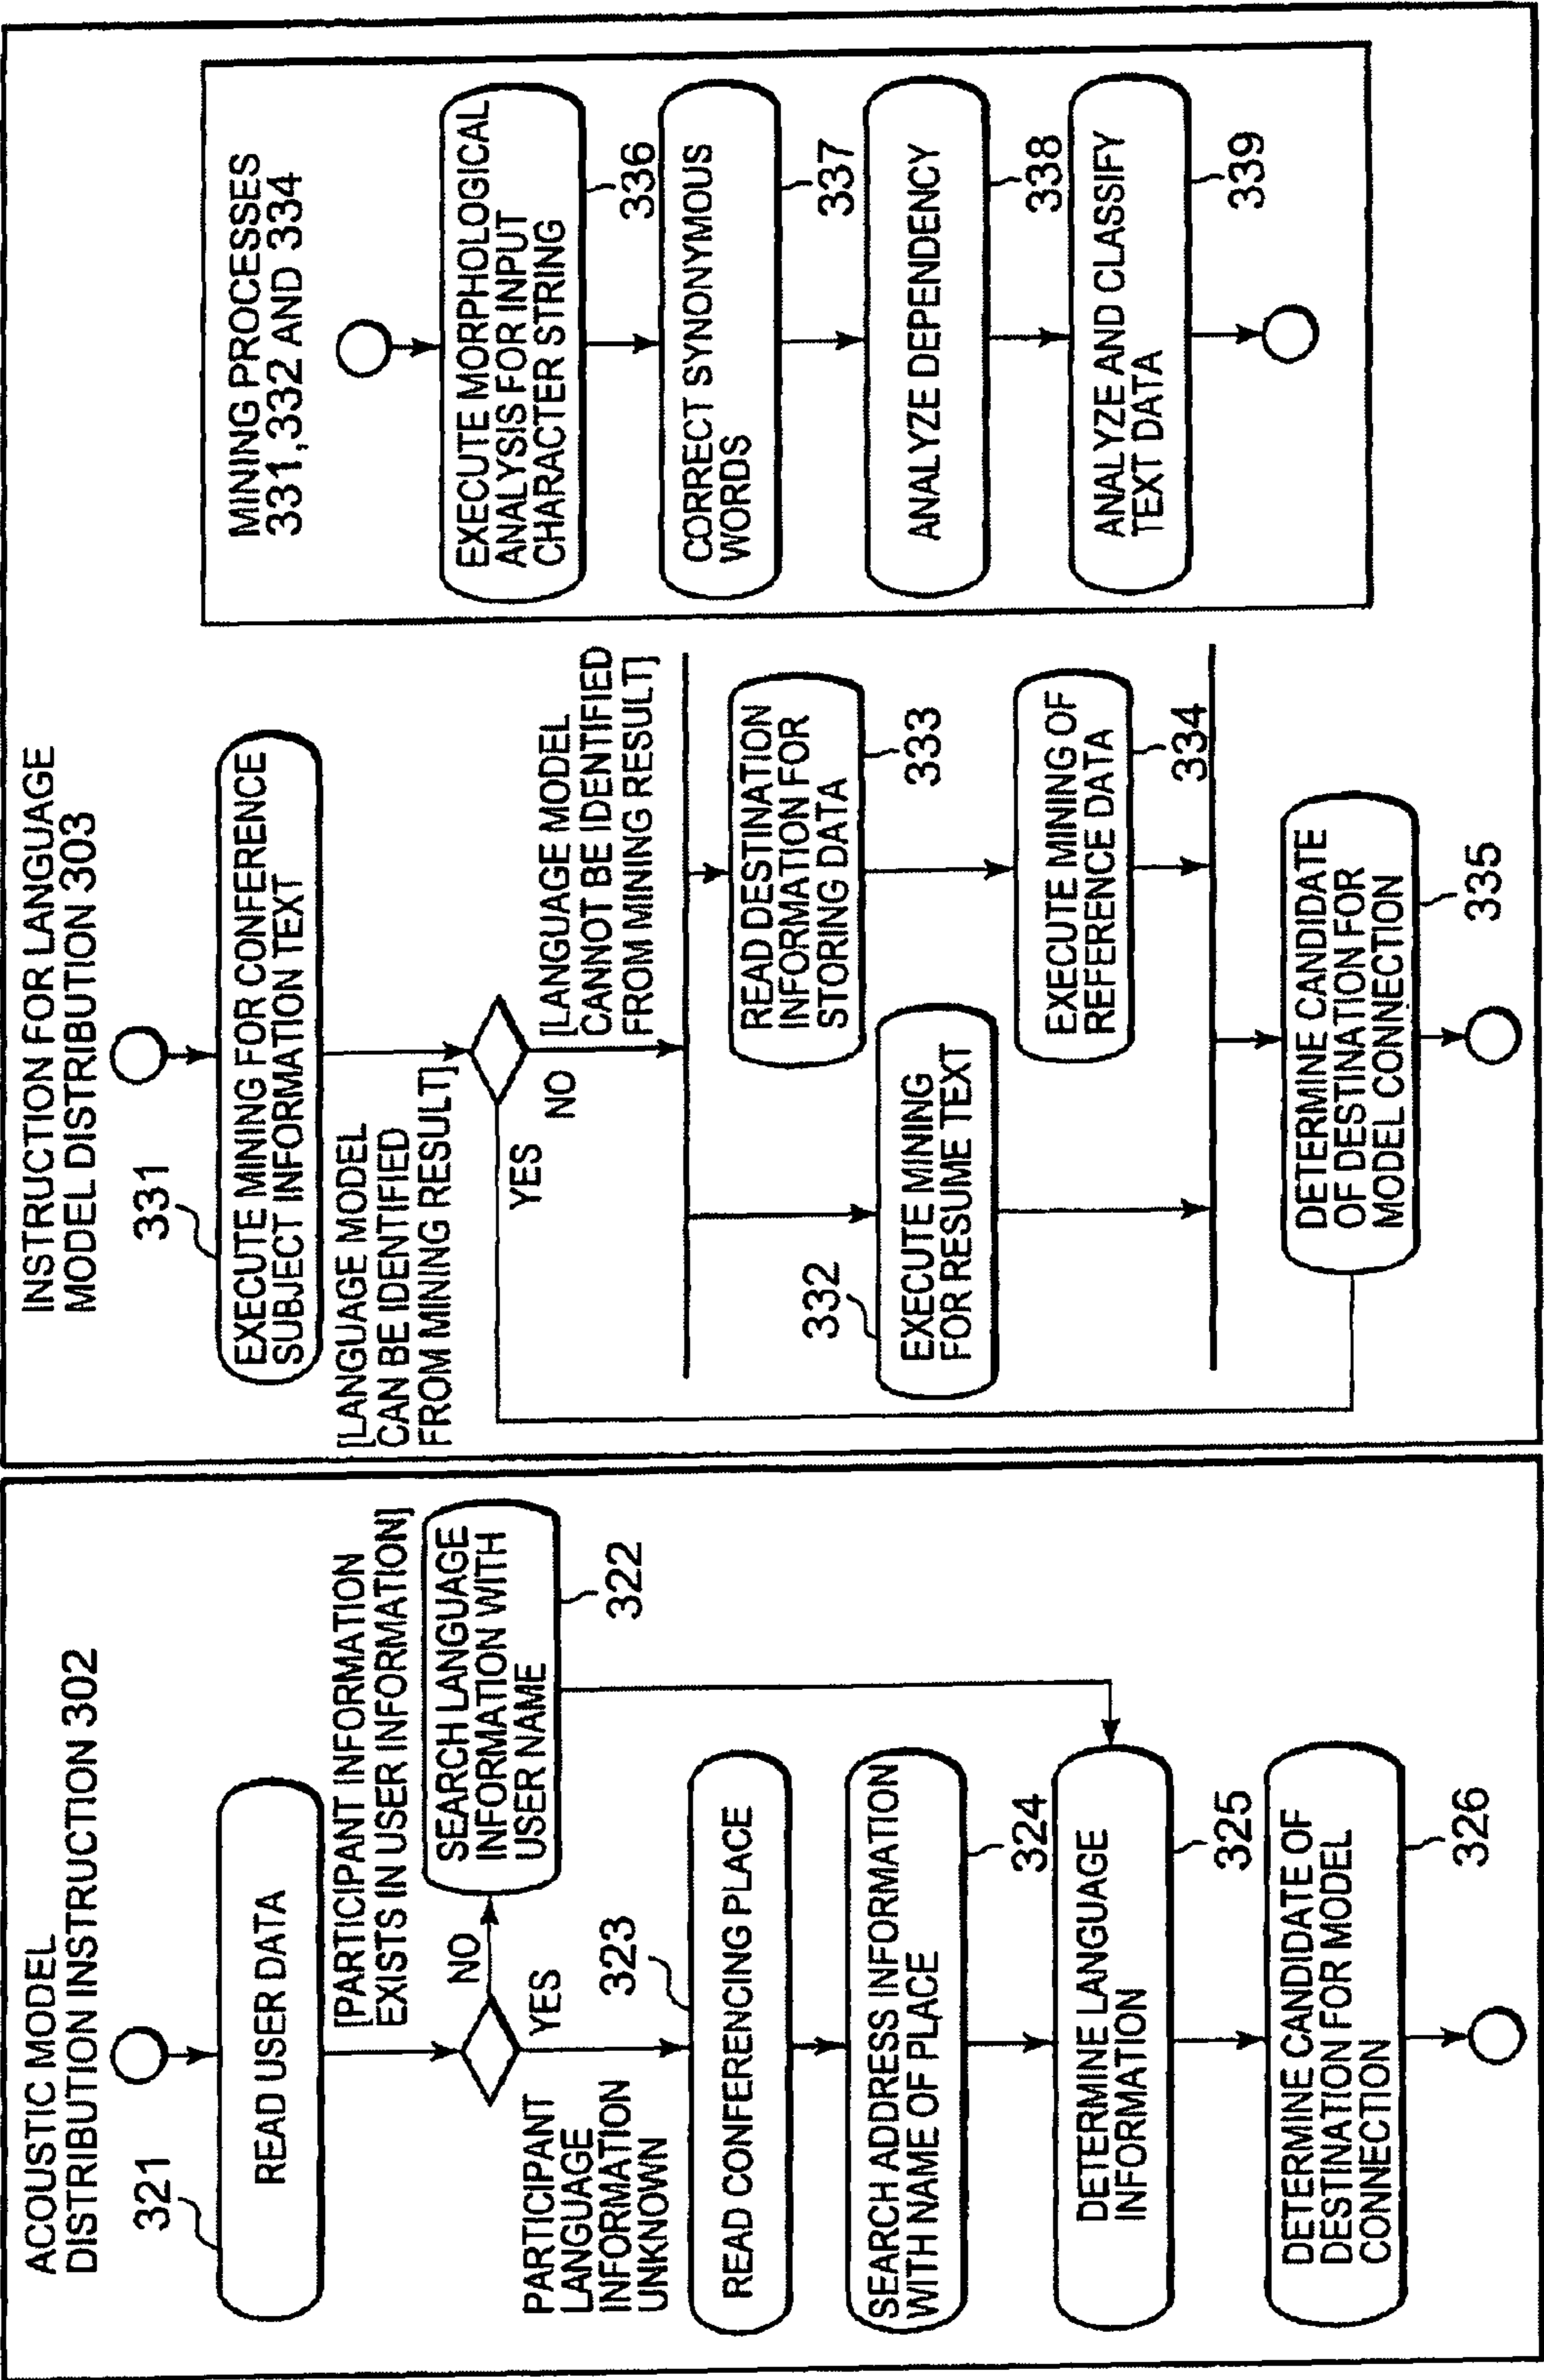 ACOUSTIC MODEL
DISTRIBUTION INSTRUCTION 302
321
READ USER DATA
[PARTICIPANT INFORMATION
EXISTS IN USER INFORMATION]
NO
YES
SEARCH LANGUAGE
INFORMATION WITH
USER NAME
322
PARTICIPANT
LANGUAGE
INFORMATION
UNKNOWN
323
READ CONFERENCING PLACE
SEARCH ADDRESS INFORMATION
WITH NAME OF PLACE
324
DETERMINE LANGUAGE
INFORMATION
325
DETERMINE CANDIDATE OF
DESTINATION FOR MODEL
CONNECTION
326
INSTRUCTION FOR LANGUAGE
MODEL DISTRIBUTION 303
331
EXECUTE MINING FOR CONFERENCE
SUBJECT INFORMATION TEXT
[LANGUAGE MODEL
CAN BE IDENTIFIED
FROM MINING RESULT]
YES
NO
[LANGUAGE MODEL
CANNOT BE IDENTIFIED
FROM MINING RESULT]
READ DESTINATION
INFORMATION FOR
STORING DATA
333
332
EXECUTE MINING
FOR RESUME TEXT
EXECUTE MINING OF
REFERENCE DATA
334
DETERMINE CANDIDATE
OF DESTINATION FOR
MODEL CONNECTION
335
MINING PROCESSES
331,332 AND 334
EXECUTE MORPHOLOGICAL
ANALYSIS FOR INPUT
CHARACTER STRING
336
CORRECT SYNONYMOUS
WORDS
337
ANALYZE DEPENDENCY
338
ANALYZE AND CLASSIFY
TEXT DATA
339